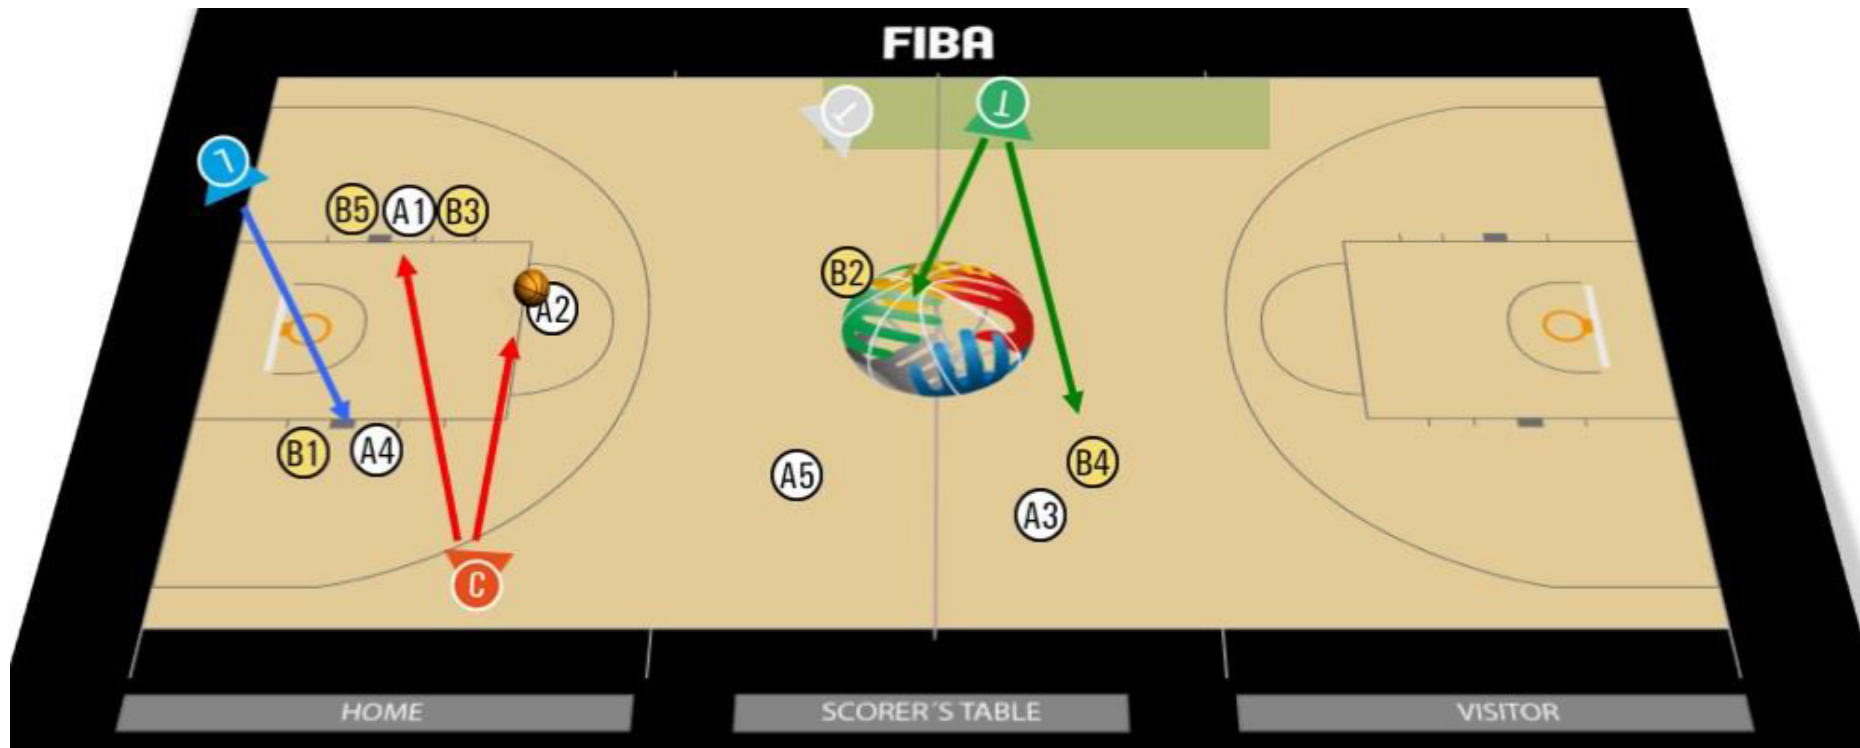 FIBA
T
T
L
B5 A1 B3
B2
A2
B1 A4
B4
A5
A3
C
HOME SCORER´S TABLE VISITOR